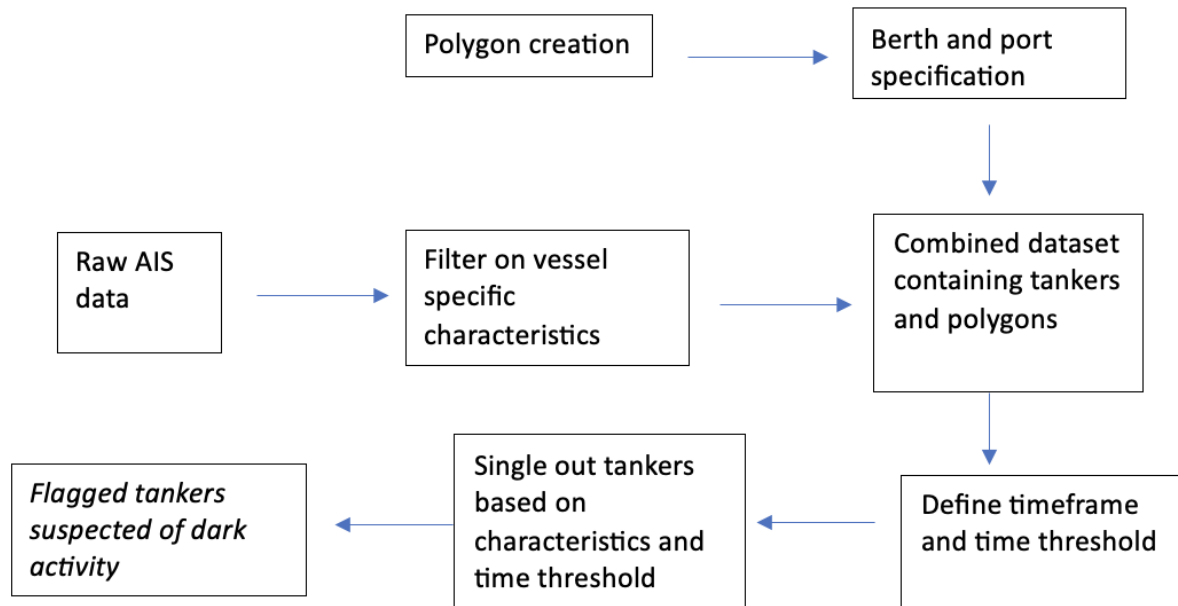 Polygon creation
Berth and port
specification
Raw AIS
data
Filter on vessel
specific
characteristics
Combined dataset
containing tankers
and polygons
Flagged tankers
suspected of dark
activity
Single out tankers
based on
characteristics and
time threshold
Define timeframe
and time threshold